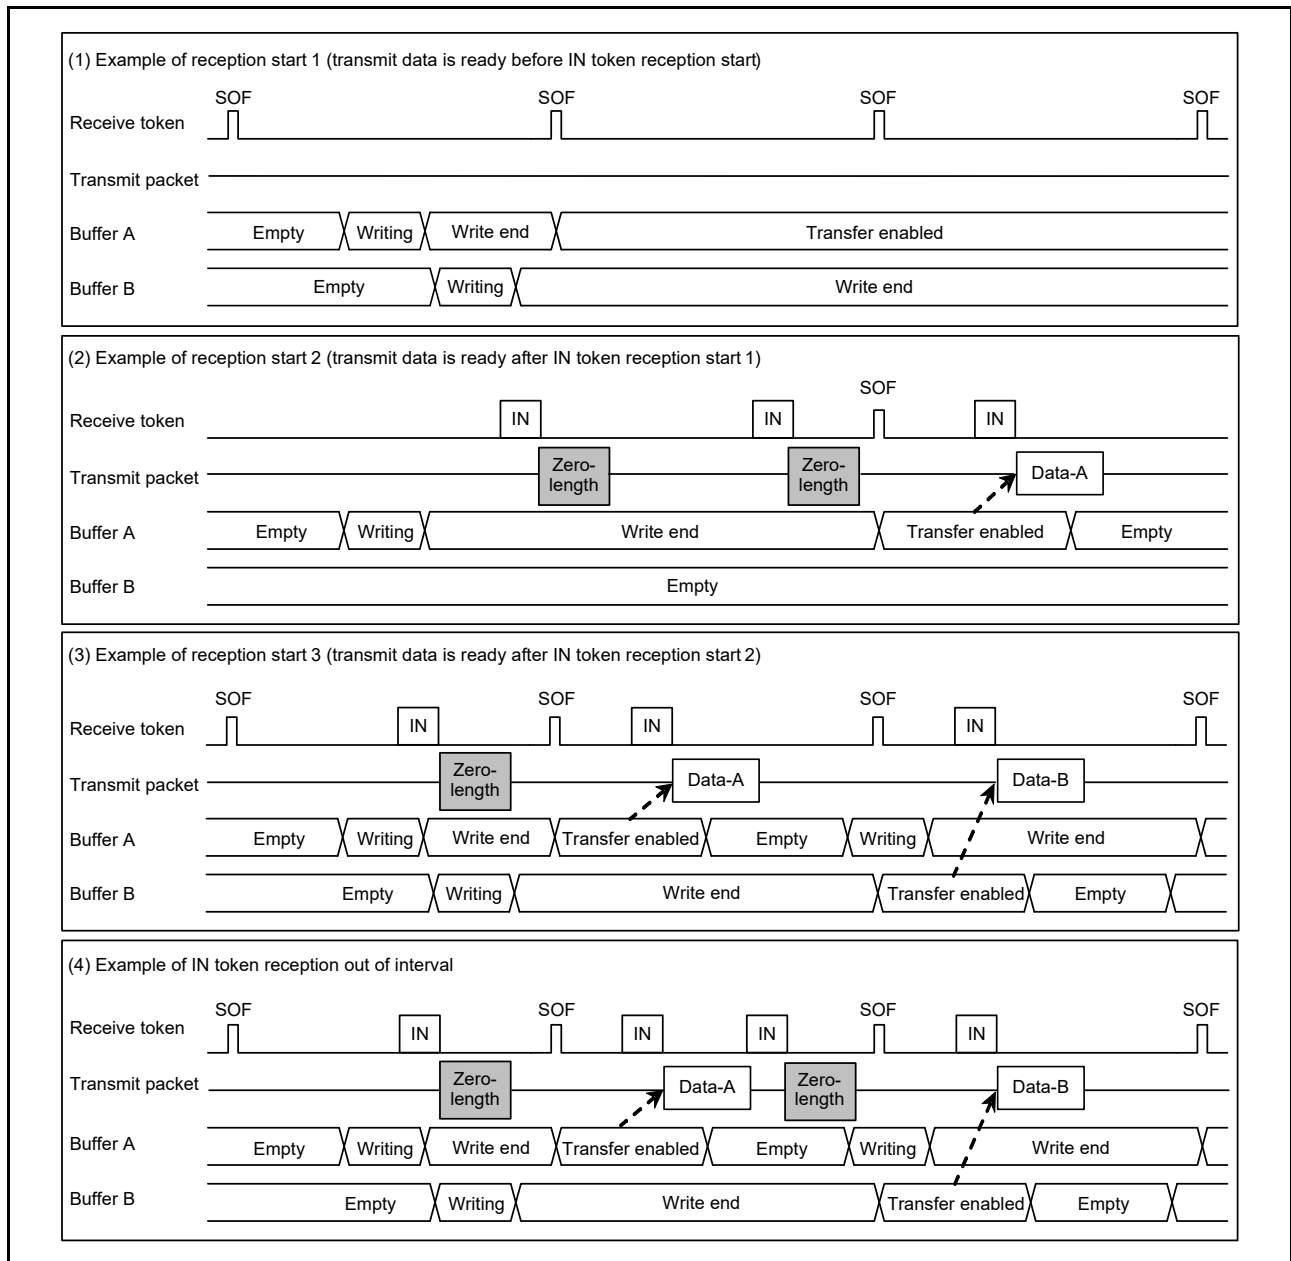 (1) Example of reception start 1 (transmit data is ready before IN token reception start)
SOF SOF SOF SOF
Receive token
Transmit packet
Buffer A Empty Writing Write end Transfer enabled
Buffer B Empty Writing Write end
(2) Example of reception start 2 (transmit data is ready after IN token reception start 1)
SOF
Receive token IN IN IN
Transmit packet Zero-length Zero-length Data-A
Buffer A Empty Writing Write end Transfer enabled Empty
Buffer B Empty
(3) Example of reception start 3 (transmit data is ready after IN token reception start 2)
SOF SOF SOF SOF
Receive token IN IN IN
Transmit packet Zero-length Data-A Data-B
Buffer A Empty Writing Write end Transfer enabled Empty Writing Write end
Buffer B Empty Writing Write end Transfer enabled Empty
(4) Example of IN token reception out of interval
SOF SOF SOF SOF
Receive token IN IN IN IN
Transmit packet Zero-length Data-A Zero-length Data-B
Buffer A Empty Writing Write end Transfer enabled Empty Writing Write end
Buffer B Empty Writing Write end Transfer enabled Empty